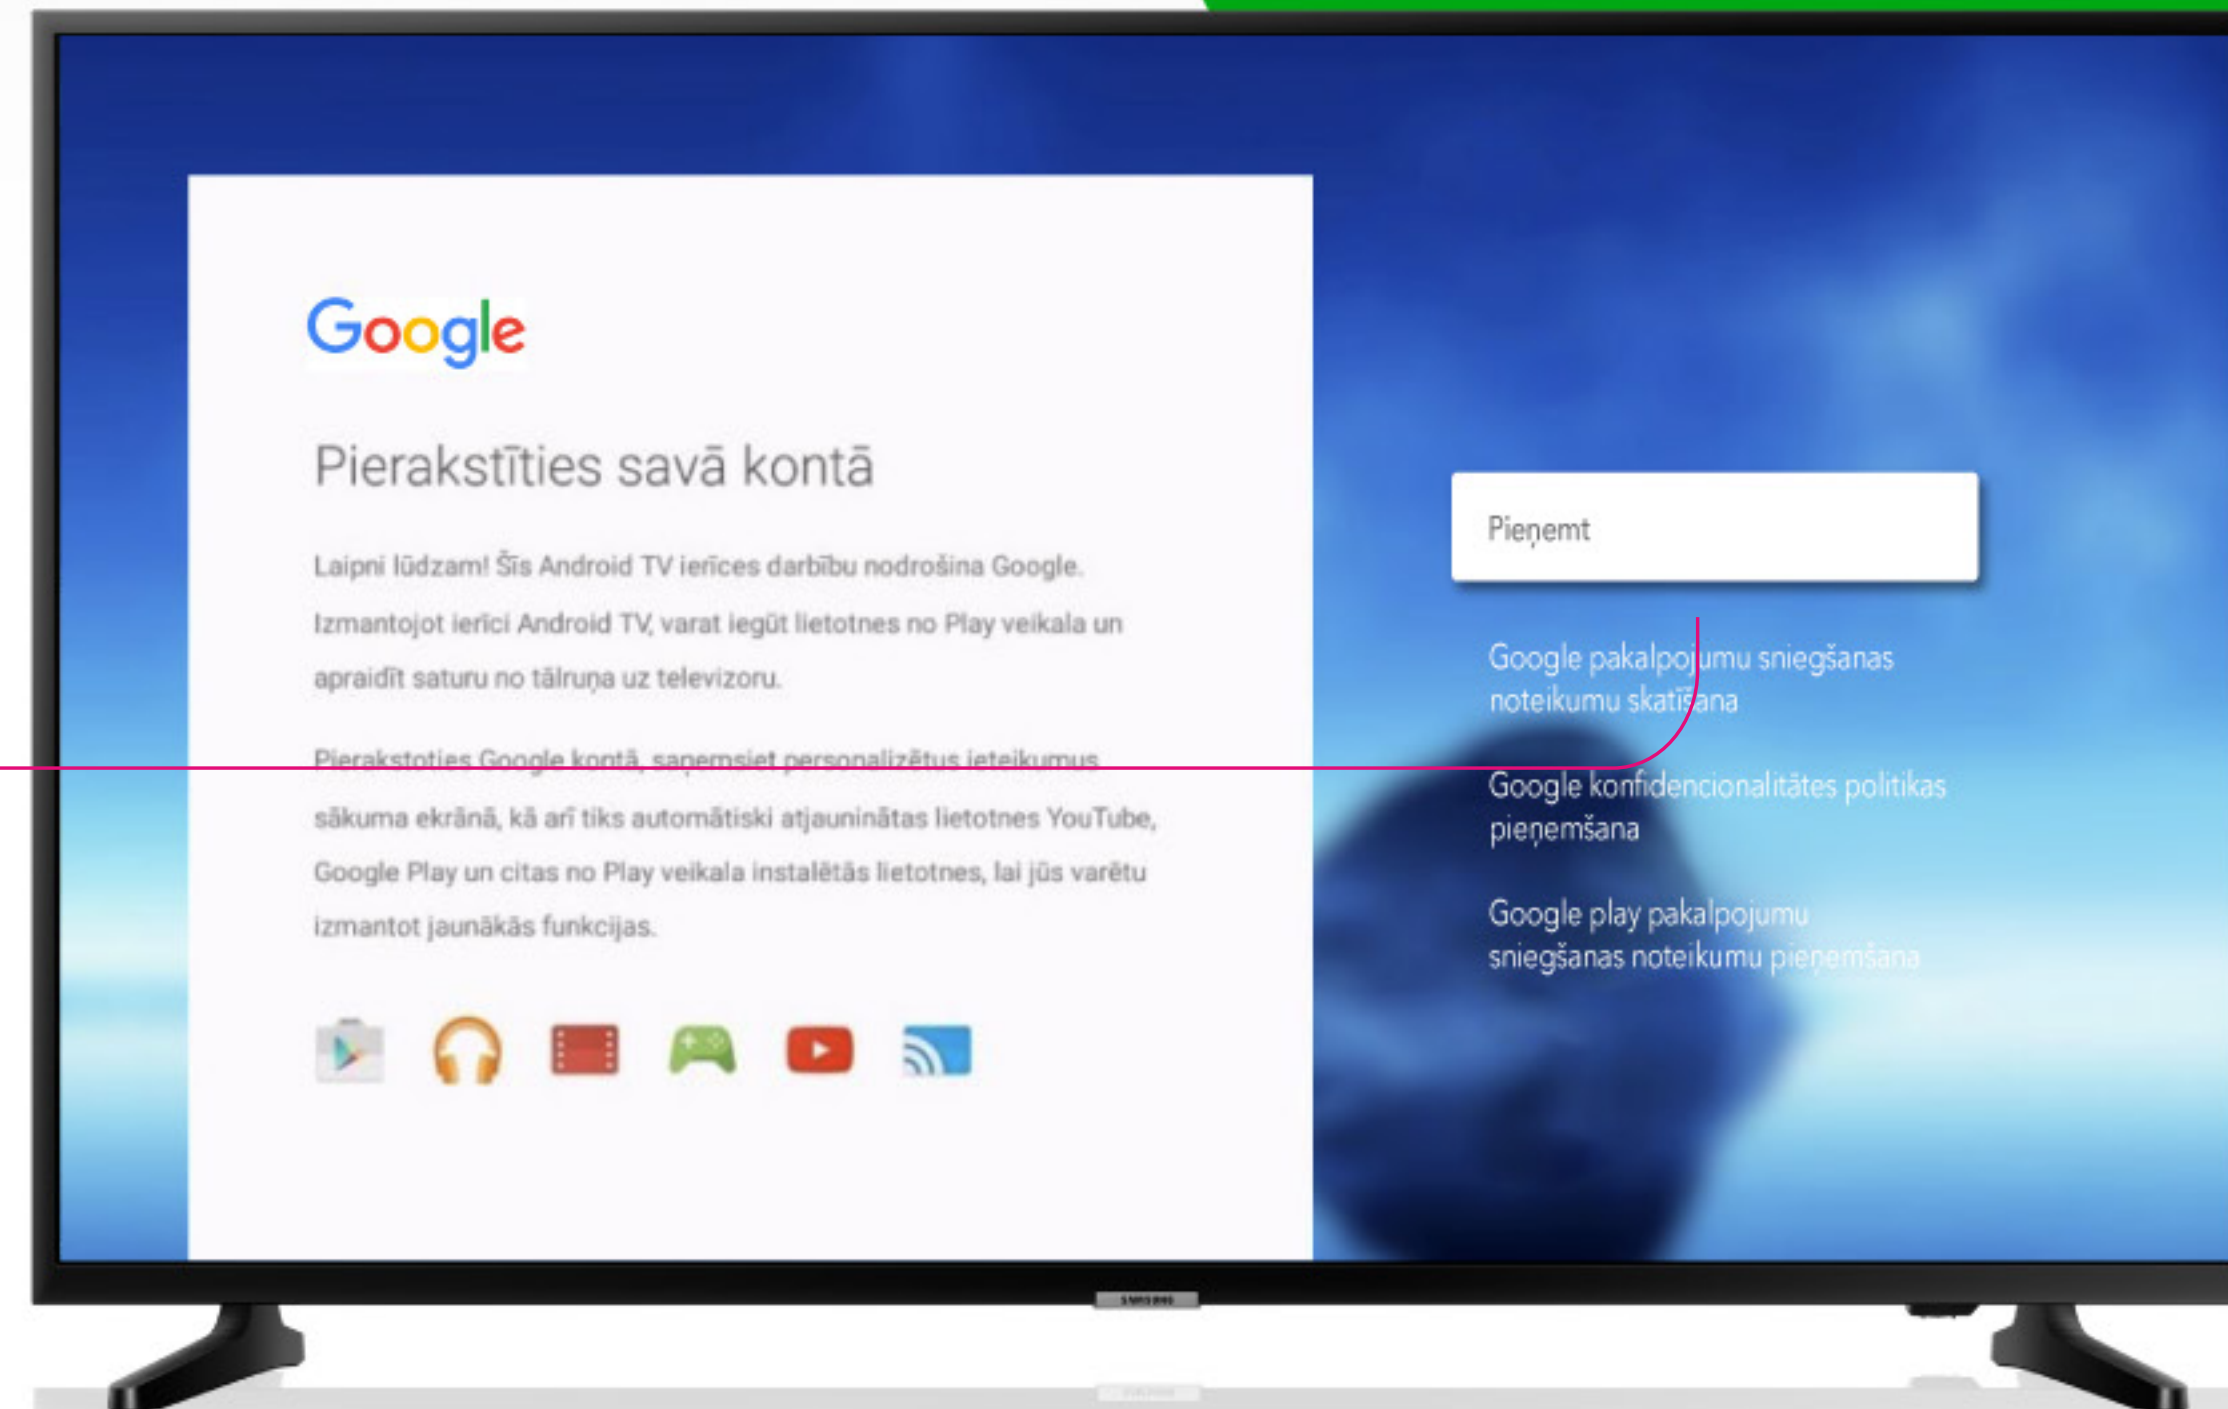 Google
Pierakstīties savā kontā
Laipni lūdzam! Šīs Android TV ierīces darbību nodrošina Google.
Izmantojot ierīci Android TV, varat iegūt lietotnes no Play veikala un
apraidīt saturu no tālruņa uz televizoru.
Pierakstoties Google kontā, saņemsiet personalizētus ieteikumus
sākuma ekrānā, kā arī tiks automātiski atjauninātas lietotnes YouTube,
Google Play un citas no Play veikala instalētās lietotnes, lai jūs varētu
izmantot jaunākās funkcijas.
Pieņemt
Google pakalpojumu sniegšanas
noteikumu skatīšana
Google konfidencionalitātes politikas
pieņemšana
Google play pakalpojumu
sniegšanas noteikumu pieņemšana
SAMSUNG